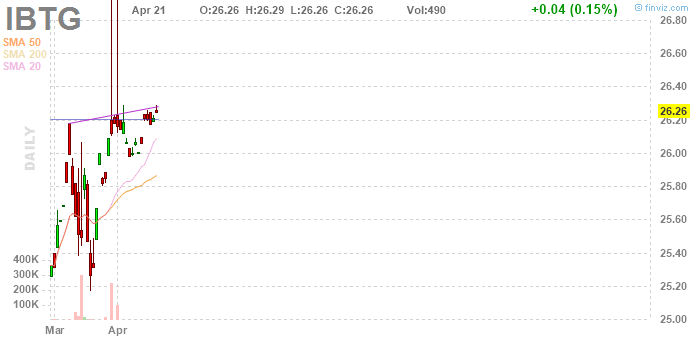 IBTG Apr 21 O:26.26 H:26.29 L:26.26 C:26.26 Vol:490 +0.04 (0.15%) © finviz.com
SMA 50
SMA 200
SMA 20
DAILY
26.80
26.60
26.40
26.26
26.20
26.00
25.80
25.60
25.40
25.20
25.00
400K
300K
200K
100K
Mar Apr